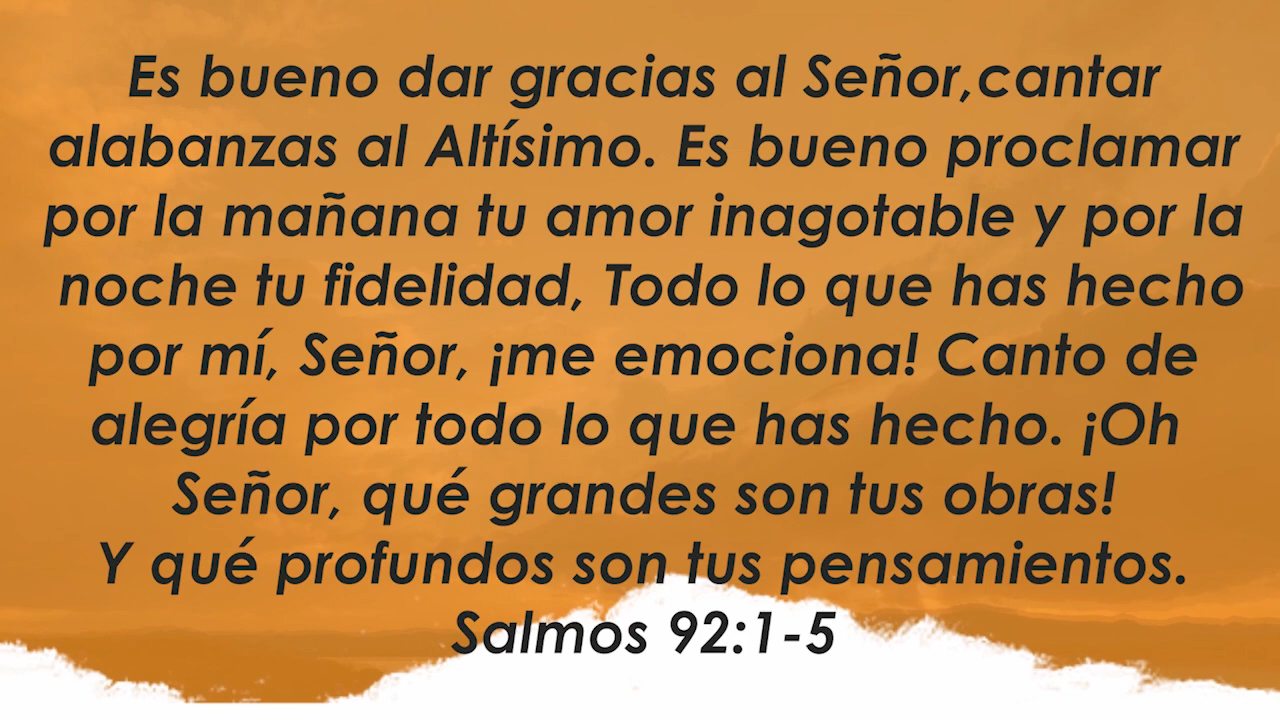 Es bueno dar gracias al Señor,cantar
alabanzas al Altísimo. Es bueno proclamar
por la mañana tu amor inagotable y por la
noche tu fidelidad, Todo lo que has hecho
por mí, Señor, ¡me emociona! Canto de
alegría por todo lo que has hecho. ¡Oh
Señor, qué grandes son tus obras!
Y qué profundos son tus pensamientos.
Salmos 92:1-5